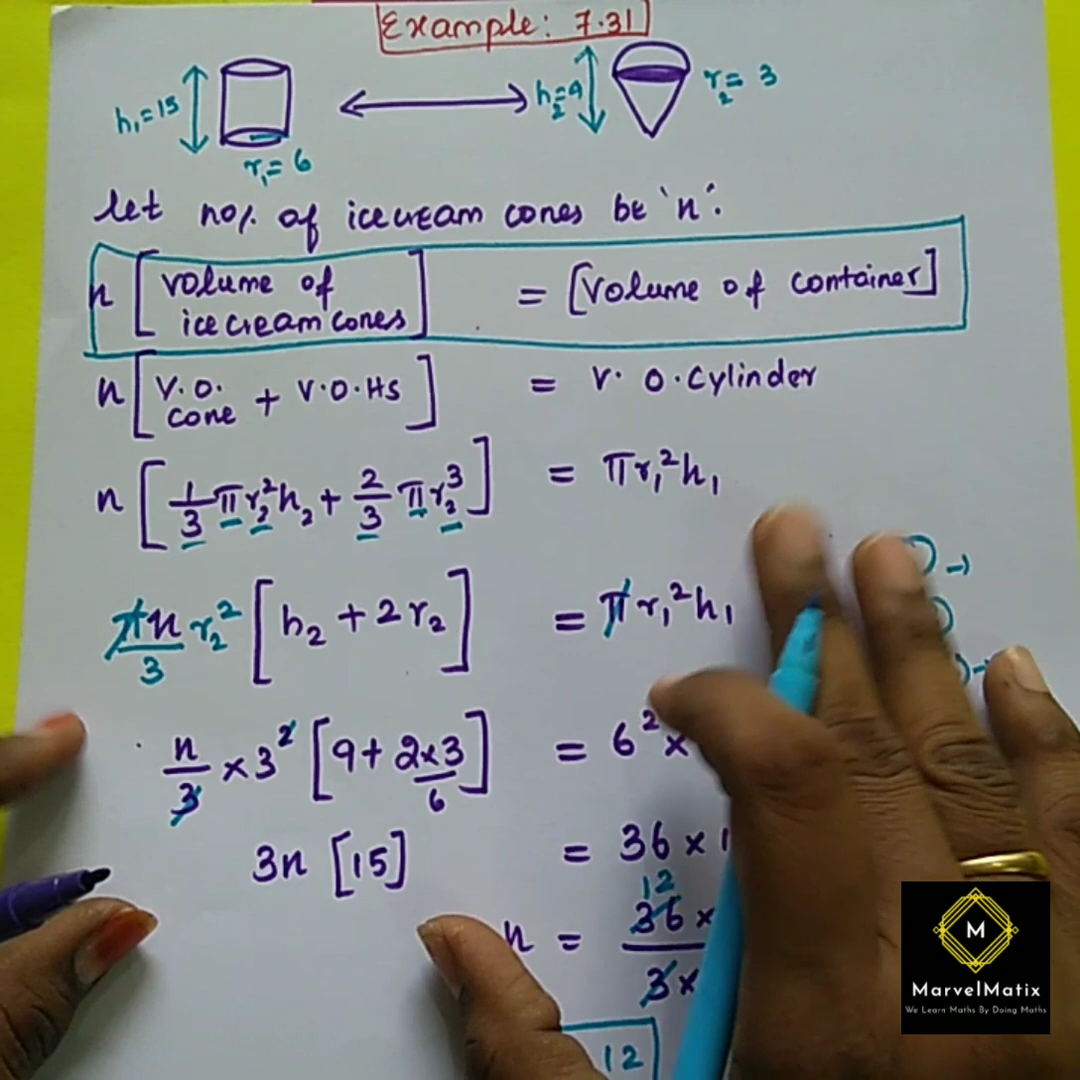 Example: 7.31
h₁=15
r₁=6
h₂=9
r₂=3
let no/. of icecream cones be 'n'.
n [volume of icecream cones] = [volume of container]
n [V.O. cone + V.O.HS] = V.O.Cylinder
n [1/3 πr₂²h₂ + 2/3 πr₂³] = πr₁²h₁
πn/3 r₂² [h₂ + 2r₂] = πr₁²h₁
n/3 × 3² [9 + 2×3] = 6² ×
6
3n [15] = 36 × 1
12
n = 36 ×
3 ×
12
M
MarvelMatix
We Learn Maths By Doing Maths